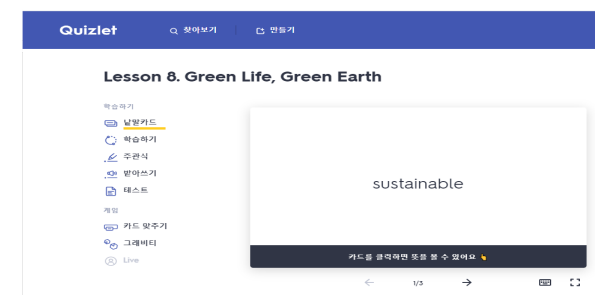 Quizlet 찾아보기 만들기
Lesson 8. Green Life, Green Earth
학습하기
낱말카드
학습하기
주관식
받아쓰기
테스트
게임
카드 맞추기
그래비티
Live
sustainable
카드를 클릭하면 뜻을 볼 수 있어요 👆
← 1/3 →